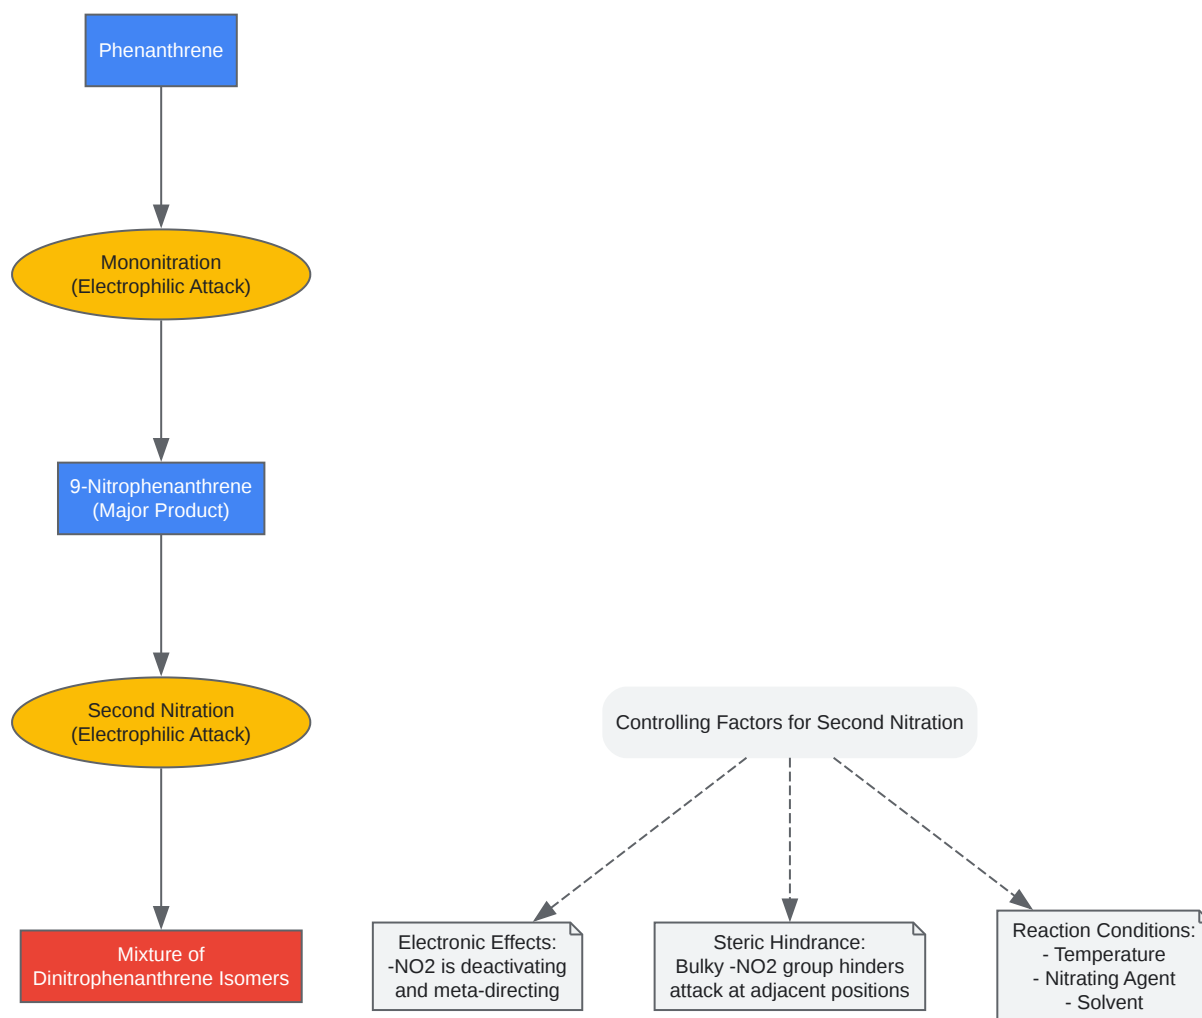 Phenanthrene
Mononitration
(Electrophilic Attack)
9-Nitrophenanthrene
(Major Product)
Second Nitration
(Electrophilic Attack)
Controlling Factors for Second Nitration
Mixture of
Dinitrophenanthrene Isomers
Electronic Effects:
-NO2 is deactivating
and meta-directing
Steric Hindrance:
Bulky -NO2 group hinders
attack at adjacent positions
Reaction Conditions:
- Temperature
- Nitrating Agent
- Solvent